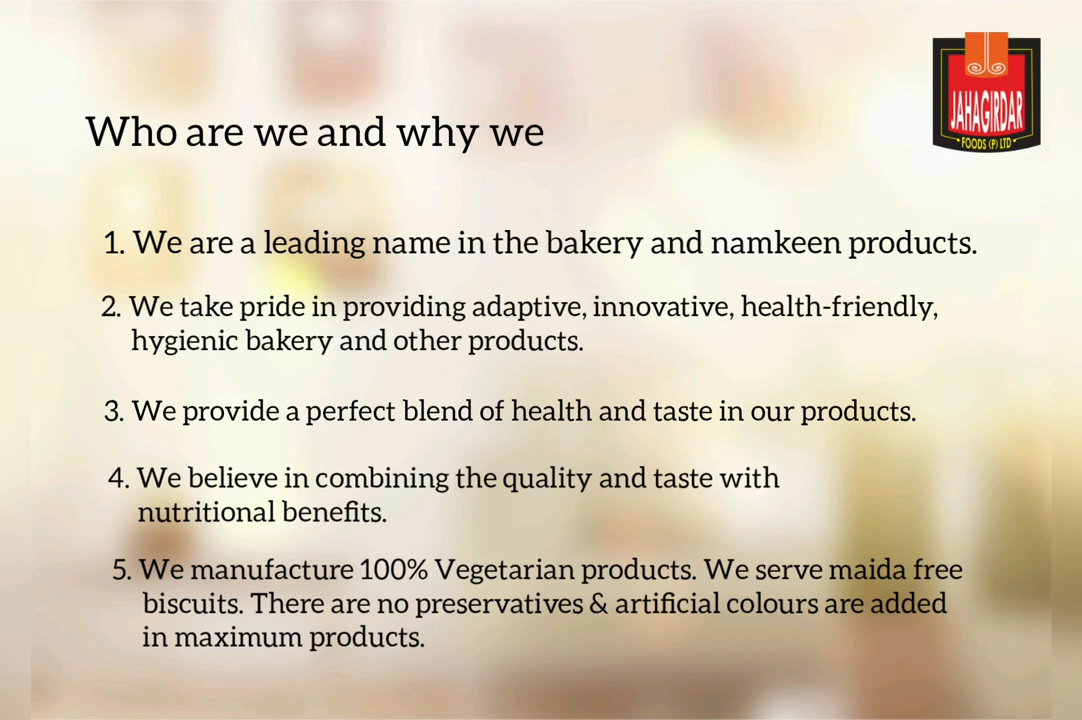 JAHAGIRDAR
FOODS (P) LTD
Who are we and why we
1. We are a leading name in the bakery and namkeen products.
2. We take pride in providing adaptive, innovative, health-friendly,
hygienic bakery and other products.
3. We provide a perfect blend of health and taste in our products.
4. We believe in combining the quality and taste with
nutritional benefits.
5. We manufacture 100% Vegetarian products. We serve maida free
biscuits. There are no preservatives & artificial colours are added
in maximum products.